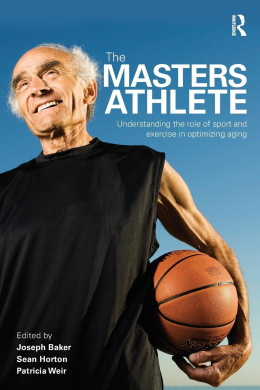 R
ROUTLEDGE
The
MASTERS
ATHLETE
Understanding the role of sport and
exercise in optimizing aging
Edited by
Joseph Baker
Sean Horton
Patricia Weir